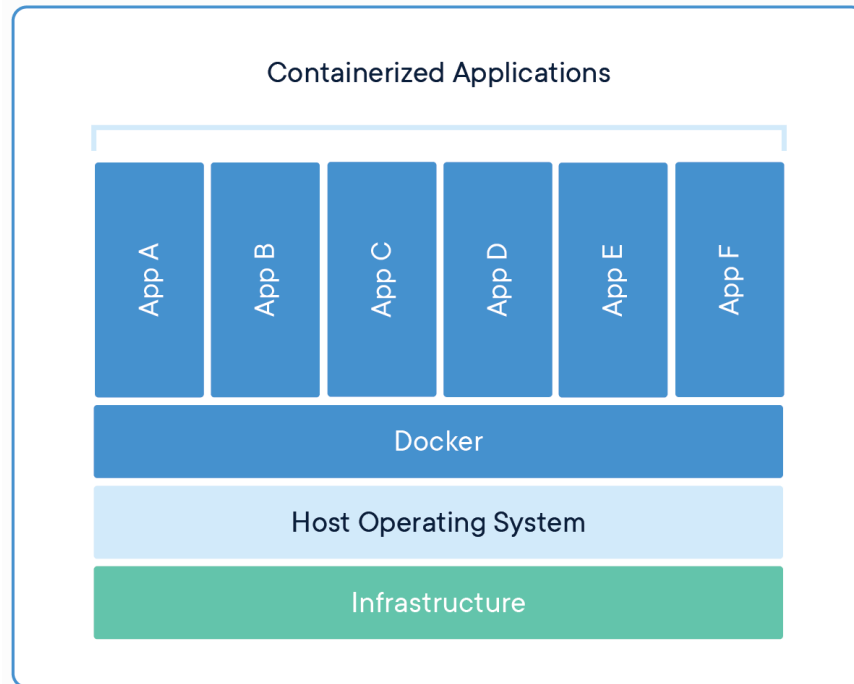 Containerized Applications
App A
App B
App C
App D
App E
App F
Docker
Host Operating System
Infrastructure